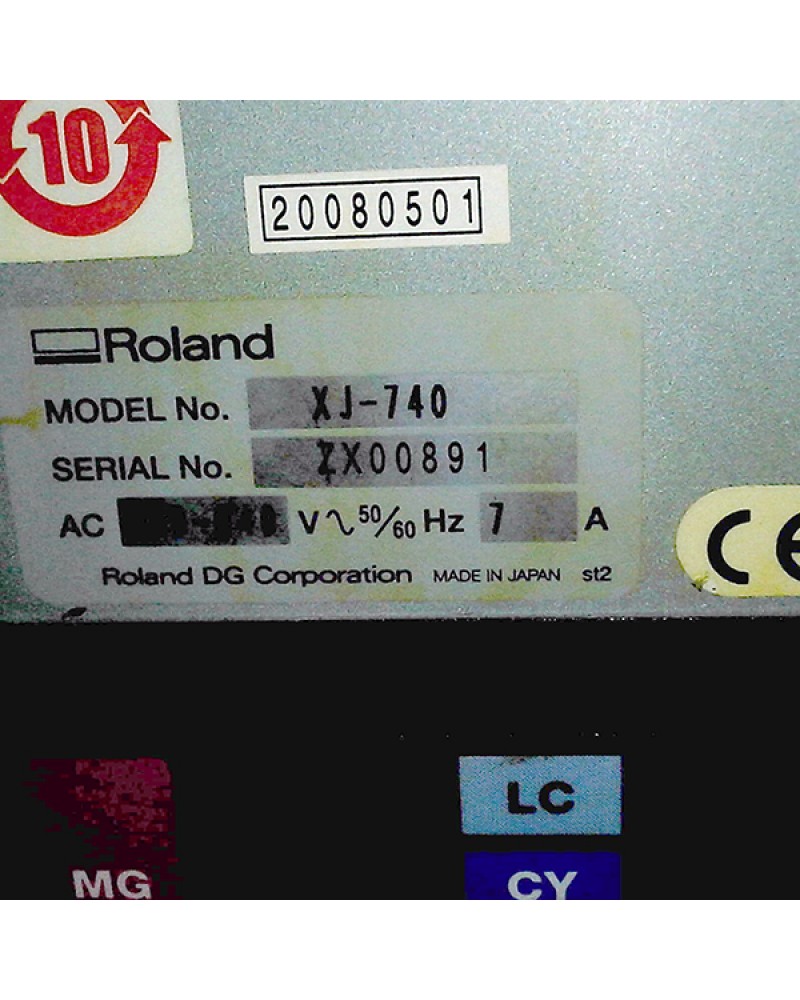 10
20080501
Roland
MODEL No. XJ-740
SERIAL No. ZX00891
AC V∿50/60 Hz 7 A
Roland DG Corporation MADE IN JAPAN st2
CE
LC
MG
CY